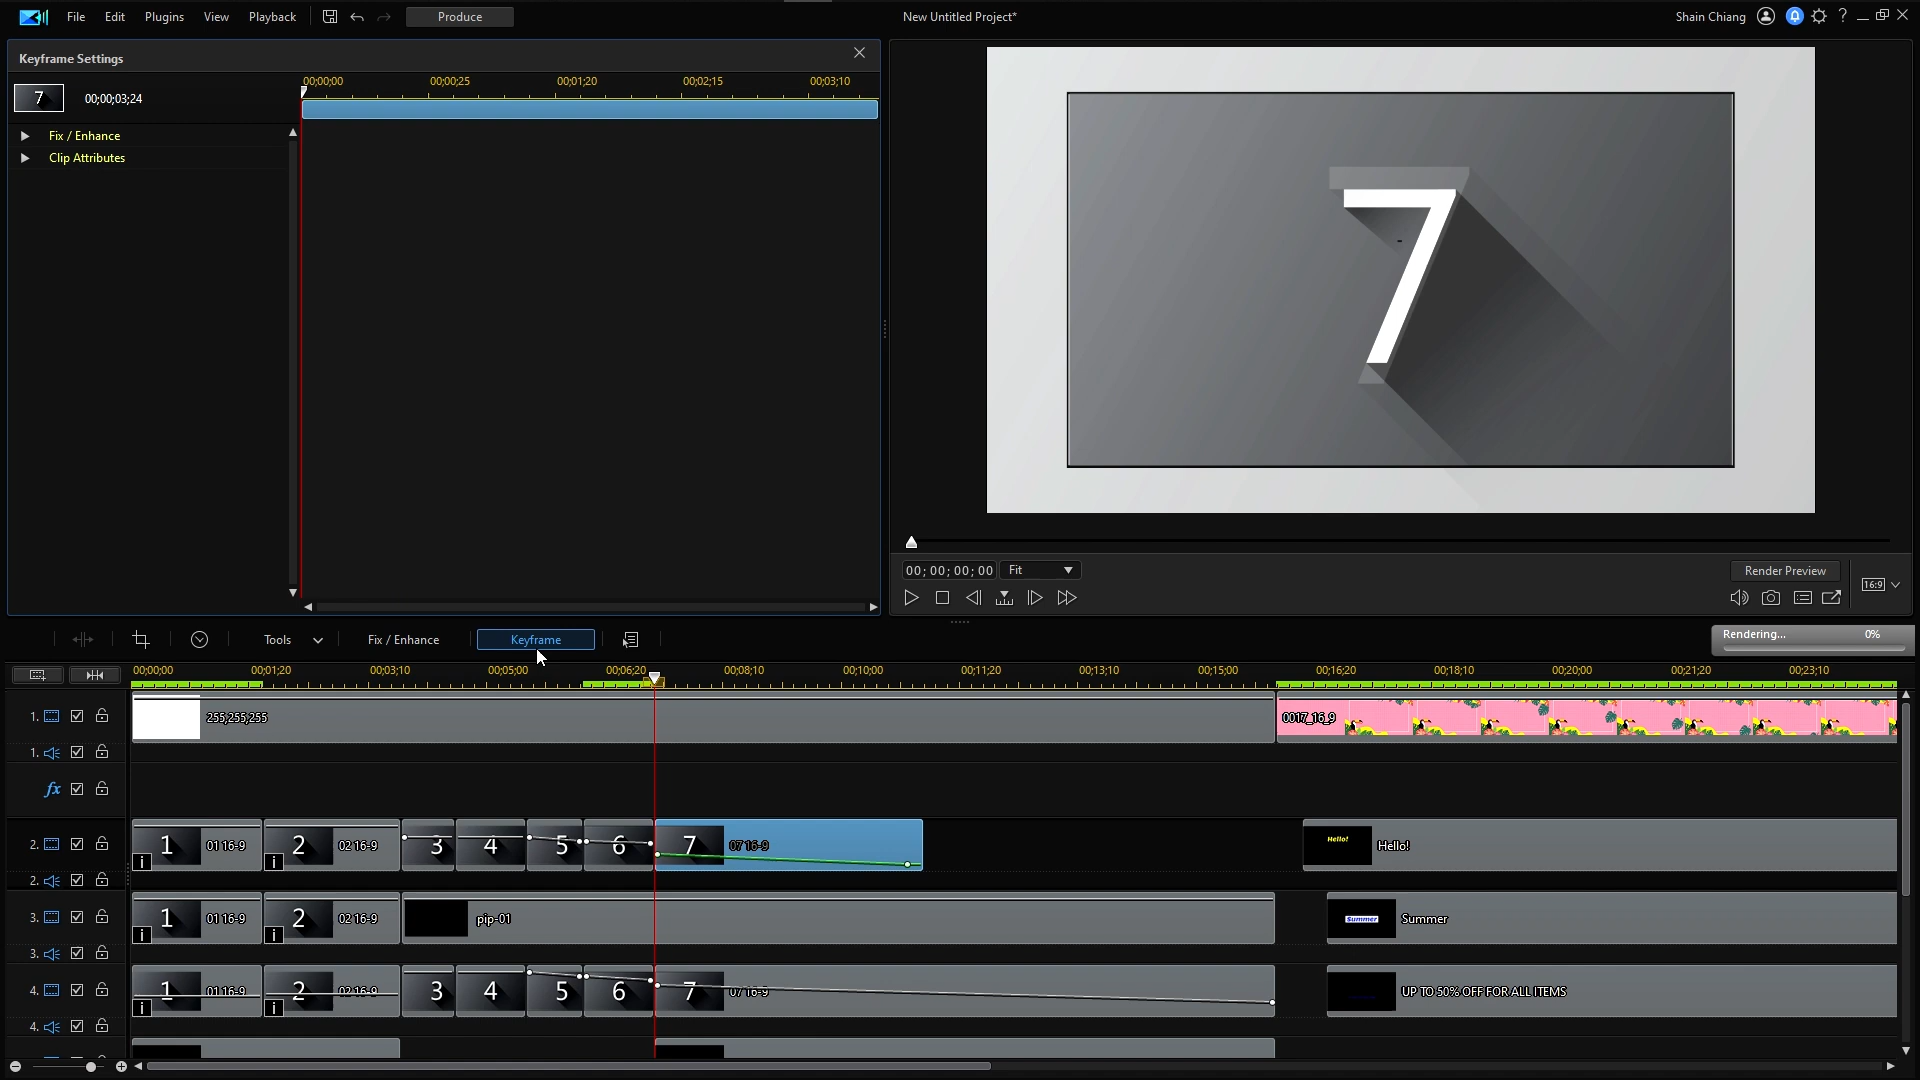 File Edit Plugins View Playback
Produce
New Untitled Project*
Shain Chiang
?
Keyframe Settings
7 00;00;03;24
00;00;00 00;00;25 00;01;20 00;02;15 00;03;10
Fix / Enhance
Clip Attributes
7
00; 00; 00; 00 Fit
Render Preview
16:9
Tools
Fix / Enhance
Keyframe
Rendering... 0%
00;00;00 00;01;20 00;03;10 00;05;00 00;06;20 00;08;10 00;10;00 00;11;20 00;13;10 00;15;00 00;16;20 00;18;10 00;20;00 00;21;20 00;23;10
1. 255,255,255 0017_16_9
1.
fx
2. 1 i 01 16-9 2 i 02 16-9 3 4 5 6 7 07 16-9 Hello! Hello!
2.
3. 1 i 01 16-9 2 i 02 16-9 pip-01 Summer Summer
3.
4. 1 i 01 16-9 2 i 02 16-9 3 4 5 6 7 07 16-9 UP TO 50% OFF FOR ALL ITEMS
4.